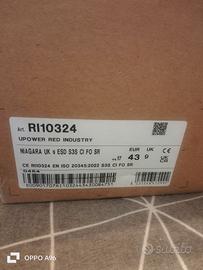 Art. RI10324
UPOWER RED INDUSTRY
NIAGARA UK s ESD S3S CI FO SR
EUR UK
43 9
CE RI10324 EN ISO 20345:2022 S3S CI FO SR
OPPO A96
Subito